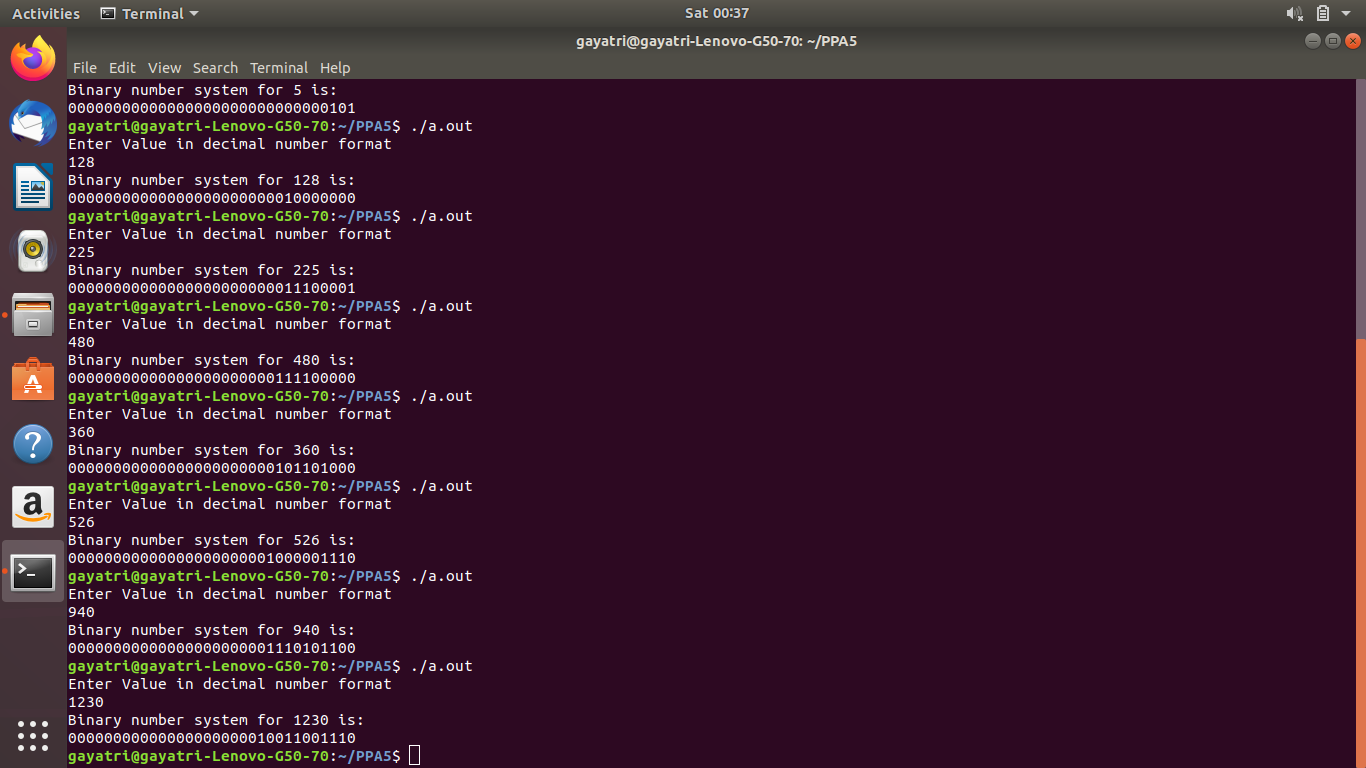 Activities Terminal Sat 00:37
gayatri@gayatri-Lenovo-G50-70: ~/PPA5
File Edit View Search Terminal Help
Binary number system for 5 is:
00000000000000000000000000000101
gayatri@gayatri-Lenovo-G50-70:~/PPA5$ ./a.out
Enter Value in decimal number format
128
Binary number system for 128 is:
00000000000000000000000010000000
gayatri@gayatri-Lenovo-G50-70:~/PPA5$ ./a.out
Enter Value in decimal number format
225
Binary number system for 225 is:
00000000000000000000000011100001
gayatri@gayatri-Lenovo-G50-70:~/PPA5$ ./a.out
Enter Value in decimal number format
480
Binary number system for 480 is:
00000000000000000000000111100000
gayatri@gayatri-Lenovo-G50-70:~/PPA5$ ./a.out
Enter Value in decimal number format
360
Binary number system for 360 is:
00000000000000000000000101101000
gayatri@gayatri-Lenovo-G50-70:~/PPA5$ ./a.out
Enter Value in decimal number format
526
Binary number system for 526 is:
00000000000000000000001000001110
gayatri@gayatri-Lenovo-G50-70:~/PPA5$ ./a.out
Enter Value in decimal number format
940
Binary number system for 940 is:
00000000000000000000001110101100
gayatri@gayatri-Lenovo-G50-70:~/PPA5$ ./a.out
Enter Value in decimal number format
1230
Binary number system for 1230 is:
00000000000000000000010011001110
gayatri@gayatri-Lenovo-G50-70:~/PPA5$